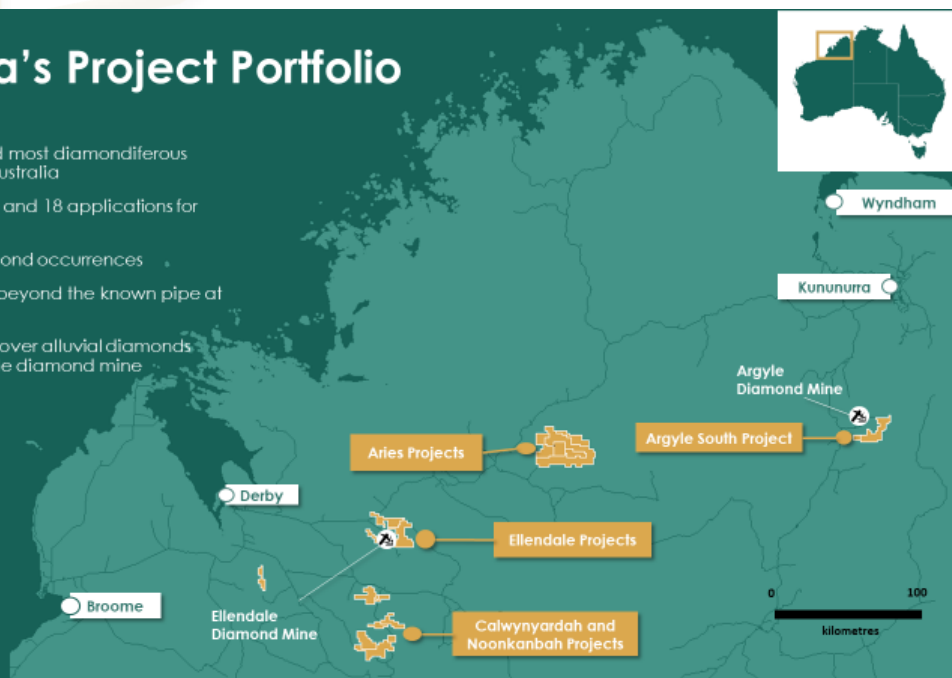 a's Project Portfolio
d most diamondiferous
ustralia
and 18 applications for
ond occurrences
beyond the known pipe at
over alluvial diamonds
e diamond mine
Wyndham
Kununurra
Argyle
Diamond Mine
Argyle South Project
Aries Projects
Derby
Ellendale Projects
Broome
Ellendale
Diamond Mine
Calwynyardah and
Noonkanbah Projects
0 100
kilometres